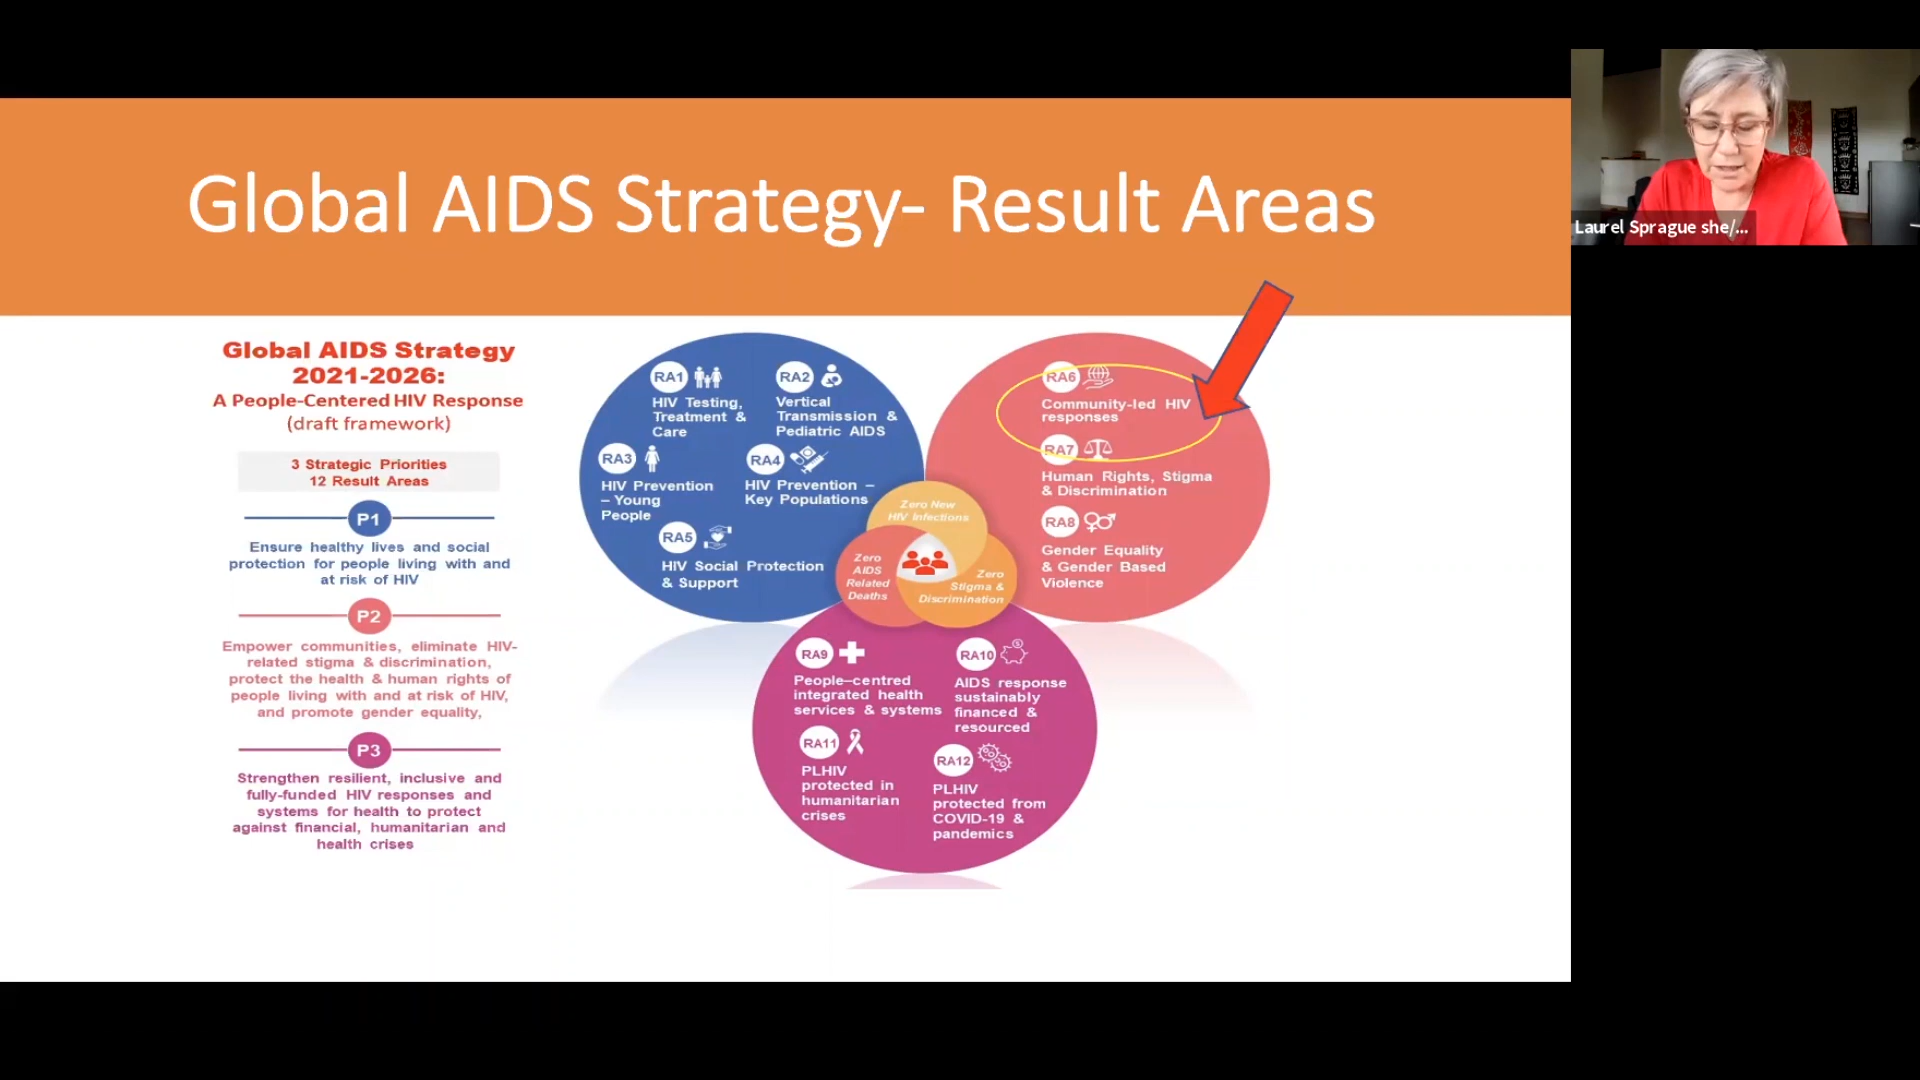 Global AIDS Strategy- Result Areas
Laurel Sprague she/...
Global AIDS Strategy
2021-2026:
A People-Centered HIV Response
(draft framework)
3 Strategic Priorities
12 Result Areas
P1
Ensure healthy lives and social
protection for people living with and
at risk of HIV
P2
Empower communities, eliminate HIV-
related stigma & discrimination,
protect the health & human rights of
people living with and at risk of HIV,
and promote gender equality,
P3
Strengthen resilient, inclusive and
fully-funded HIV responses and
systems for health to protect
against financial, humanitarian and
health crises
RA1
HIV Testing,
Treatment &
Care
RA2
Vertical
Transmission &
Pediatric AIDS
RA3
HIV Prevention
– Young
People
RA4
HIV Prevention –
Key Populations
RA5
HIV Social Protection
& Support
RA6
Community-led HIV
responses
RA7
Human Rights, Stigma
& Discrimination
RA8
Gender Equality
& Gender Based
Violence
Zero New
HIV Infections
Zero
AIDS
Related
Deaths
Zero
Stigma &
Discrimination
RA9
People–centred
integrated health
services & systems
RA10
AIDS response
sustainably
financed &
resourced
RA11
PLHIV
protected in
humanitarian
crises
RA12
PLHIV
protected from
COVID-19 &
pandemics